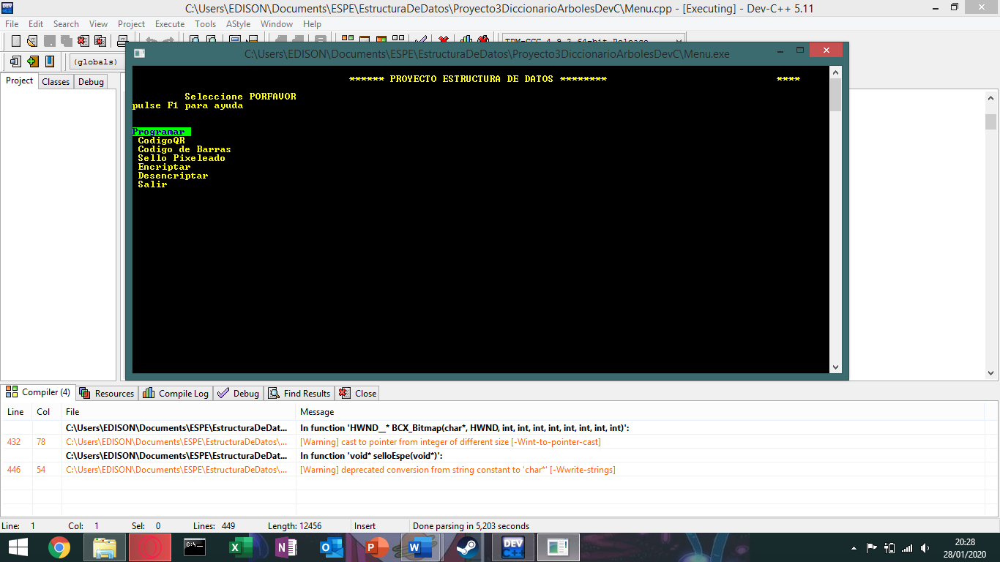 C:\Users\EDISON\Documents\ESPE\EstructuraDeDatos\Proyecto3DiccionarioArbolesDevC\Menu.cpp - [Executing] - Dev-C++ 5.11
File Edit Search View Project Execute Tools AStyle Window Help
(globals)
C:\Users\EDISON\Documents\ESPE\EstructuraDeDatos\Proyecto3DiccionarioArbolesDevC\Menu.exe
Project Classes Debug
****** PROYECTO ESTRUCTURA DE DATOS ******** ****
Seleccione PORFAVOR
pulse F1 para ayuda
Programar
CodigoQR
Codigo de Barras
Sello Pixeleado
Encriptar
Desencriptar
Salir
Compiler (4) Resources Compile Log Debug Find Results Close
Line Col File Message
C:\Users\EDISON\Documents\ESPE\EstructuraDeDat... In function 'HWND__* BCX_Bitmap(char*, HWND, int, int, int, int, int, int, int, int)':
432 78 C:\Users\EDISON\Documents\ESPE\EstructuraDeDatos\... [Warning] cast to pointer from integer of different size [-Wint-to-pointer-cast]
C:\Users\EDISON\Documents\ESPE\EstructuraDeDat... In function 'void* selloEspe(void*)':
446 54 C:\Users\EDISON\Documents\ESPE\EstructuraDeDatos\... [Warning] deprecated conversion from string constant to 'char*' [-Wwrite-strings]
Line: 1 Col: 1 Sel: 0 Lines: 449 Length: 12456 Insert Done parsing in 5,203 seconds
20:28
28/01/2020